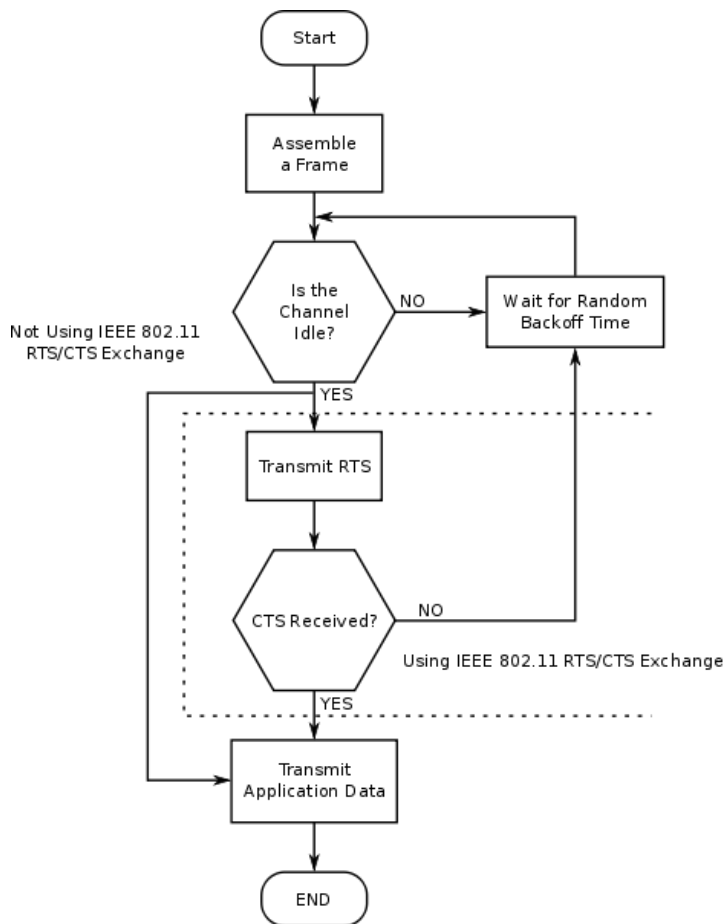 Start
Assemble
a Frame
Is the
Channel
Idle?
NO
Wait for Random
Backoff Time
Not Using IEEE 802.11
RTS/CTS Exchange
YES
Transmit RTS
CTS Received?
NO
Using IEEE 802.11 RTS/CTS Exchange
YES
Transmit
Application Data
END